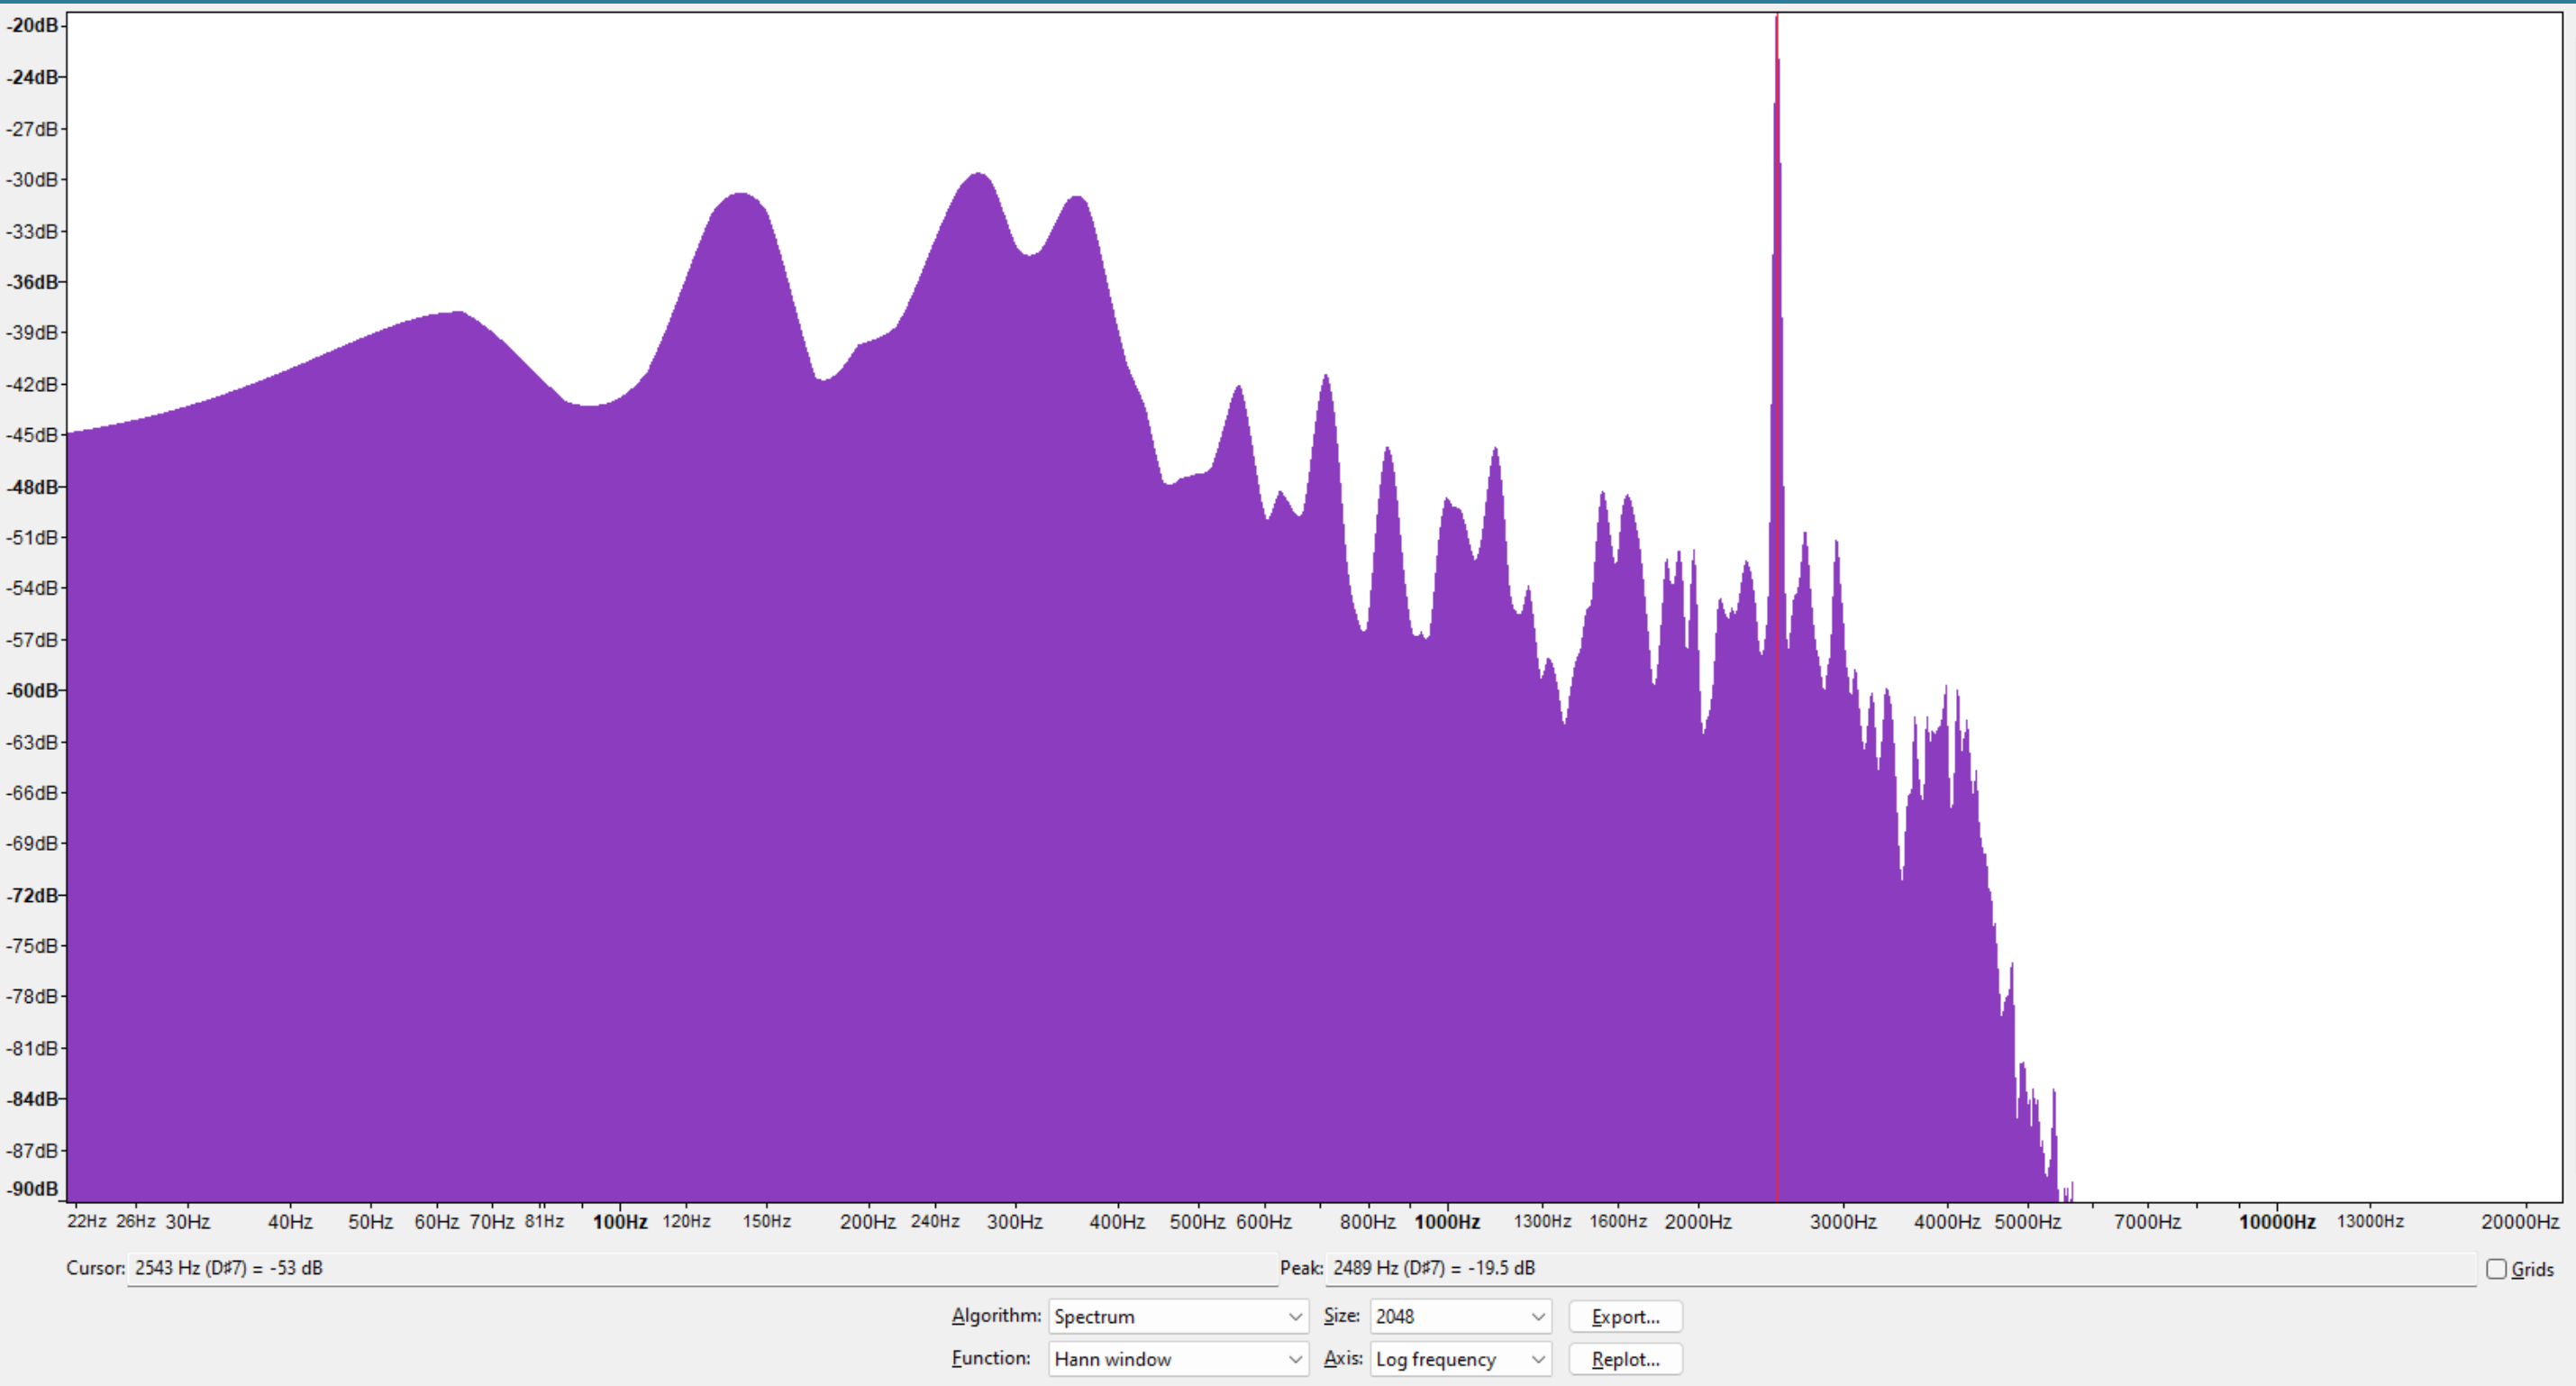 -20dB
-24dB
-27dB
-30dB
-33dB
-36dB
-39dB
-42dB
-45dB
-48dB
-51dB
-54dB
-57dB
-60dB
-63dB
-66dB
-69dB
-72dB
-75dB
-78dB
-81dB
-84dB
-87dB
-90dB
22Hz 26Hz 30Hz 40Hz 50Hz 60Hz 70Hz 81Hz 100Hz 120Hz 150Hz 200Hz 240Hz 300Hz 400Hz 500Hz 600Hz 800Hz 1000Hz 1300Hz 1600Hz 2000Hz 3000Hz 4000Hz 5000Hz 7000Hz 10000Hz 13000Hz 20000Hz
Cursor: 2543 Hz (D♯7) = -53 dB Peak: 2489 Hz (D♯7) = -19.5 dB Grids
Algorithm: Spectrum Size: 2048 Export...
Function: Hann window Axis: Log frequency Replot...